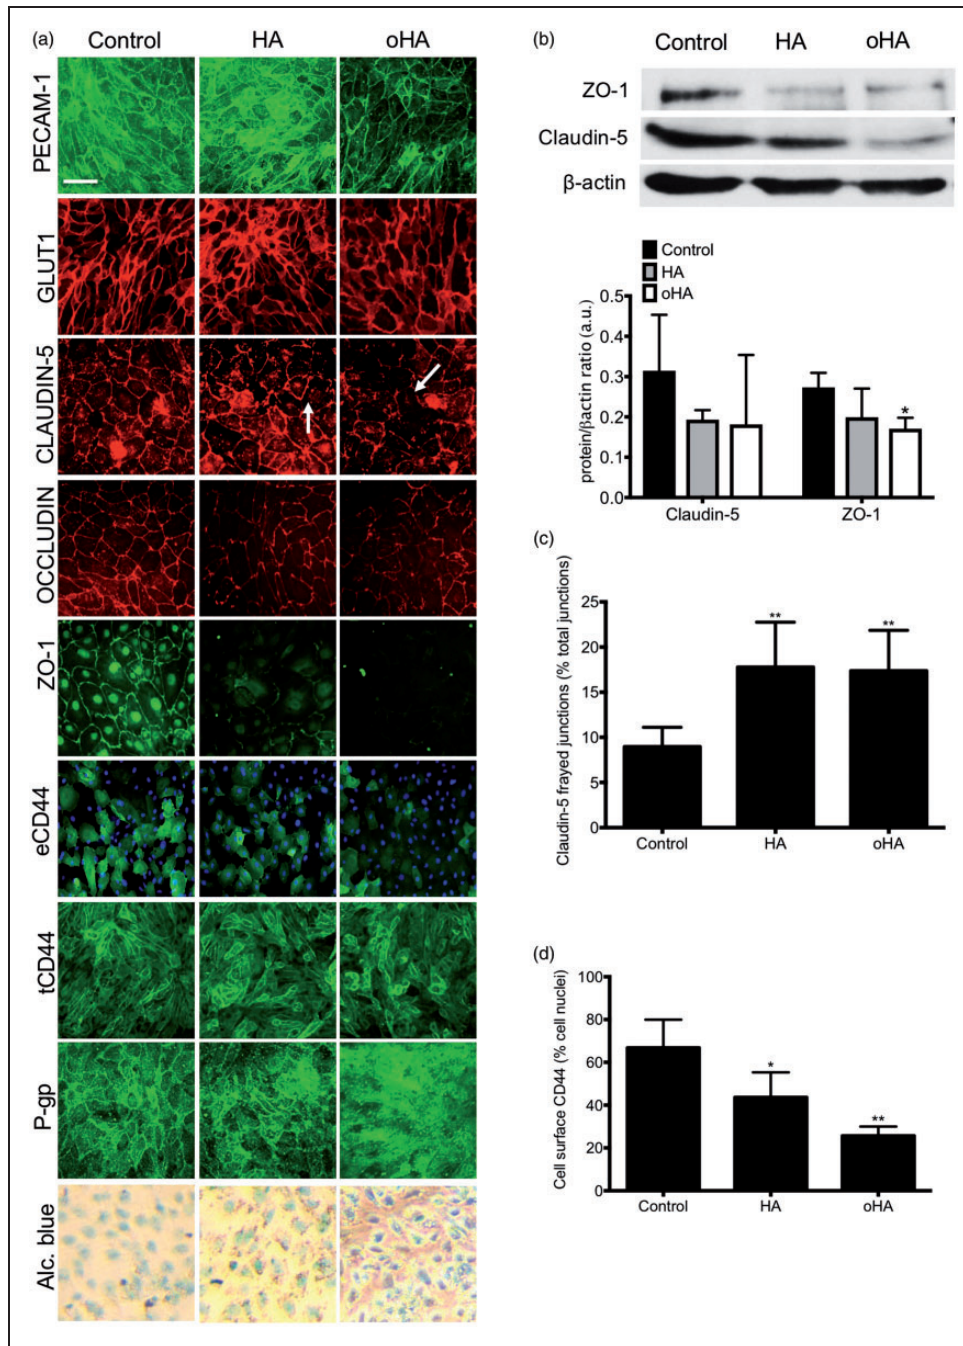 (a)
Control HA oHA
PECAM-1
GLUT1
CLAUDIN-5
OCCLUDIN
ZO-1
eCD44
tCD44
P-gp
Alc. blue
(b)
Control HA oHA
ZO-1
Claudin-5
β-actin
Control
HA
oHA
protein/βactin ratio (a.u.)
0.5
0.4
0.3
0.2
0.1
0.0
*
Claudin-5 ZO-1
(c)
Claudin-5 frayed junctions (% total junctions)
25
20
15
10
5
0
** **
Control HA oHA
(d)
Cell surface CD44 (% cell nuclei)
100
80
60
40
20
0
* **
Control HA oHA